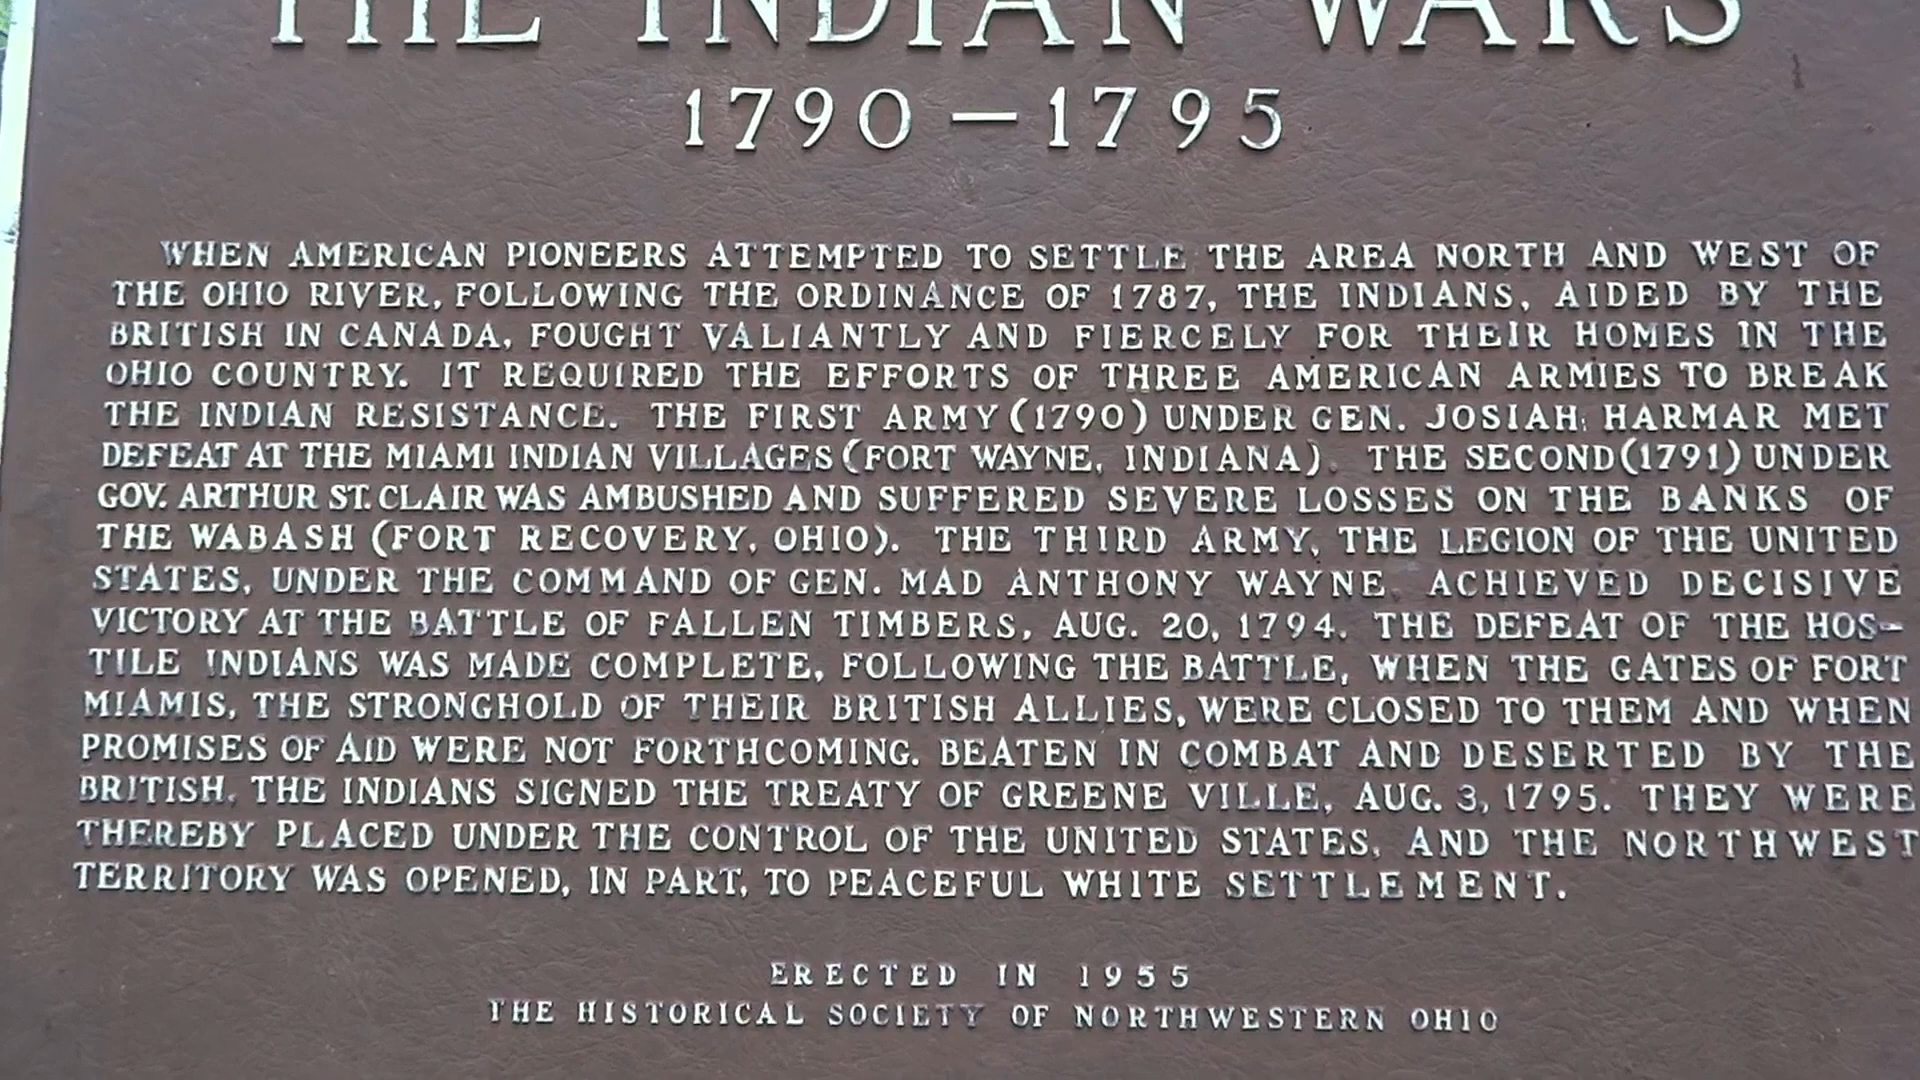 THE INDIAN WARS
1790—1795
WHEN AMERICAN PIONEERS ATTEMPTED TO SETTLE THE AREA NORTH AND WEST OF
THE OHIO RIVER, FOLLOWING THE ORDINANCE OF 1787, THE INDIANS, AIDED BY THE
BRITISH IN CANADA, FOUGHT VALIANTLY AND FIERCELY FOR THEIR HOMES IN THE
OHIO COUNTRY. IT REQUIRED THE EFFORTS OF THREE AMERICAN ARMIES TO BREAK
THE INDIAN RESISTANCE. THE FIRST ARMY (1790) UNDER GEN. JOSIAH HARMAR MET
DEFEAT AT THE MIAMI INDIAN VILLAGES (FORT WAYNE, INDIANA). THE SECOND (1791) UNDER
GOV. ARTHUR ST. CLAIR WAS AMBUSHED AND SUFFERED SEVERE LOSSES ON THE BANKS OF
THE WABASH (FORT RECOVERY, OHIO). THE THIRD ARMY, THE LEGION OF THE UNITED
STATES, UNDER THE COMMAND OF GEN. MAD ANTHONY WAYNE, ACHIEVED DECISIVE
VICTORY AT THE BATTLE OF FALLEN TIMBERS, AUG. 20, 1794. THE DEFEAT OF THE HOS-
TILE INDIANS WAS MADE COMPLETE, FOLLOWING THE BATTLE, WHEN THE GATES OF FORT
MIAMIS, THE STRONGHOLD OF THEIR BRITISH ALLIES, WERE CLOSED TO THEM AND WHEN
PROMISES OF AID WERE NOT FORTHCOMING. BEATEN IN COMBAT AND DESERTED BY THE
BRITISH, THE INDIANS SIGNED THE TREATY OF GREENE VILLE, AUG. 3, 1795. THEY WERE
THEREBY PLACED UNDER THE CONTROL OF THE UNITED STATES, AND THE NORTHWEST
TERRITORY WAS OPENED, IN PART, TO PEACEFUL WHITE SETTLEMENT.
ERECTED IN 1955
THE HISTORICAL SOCIETY OF NORTHWESTERN OHIO